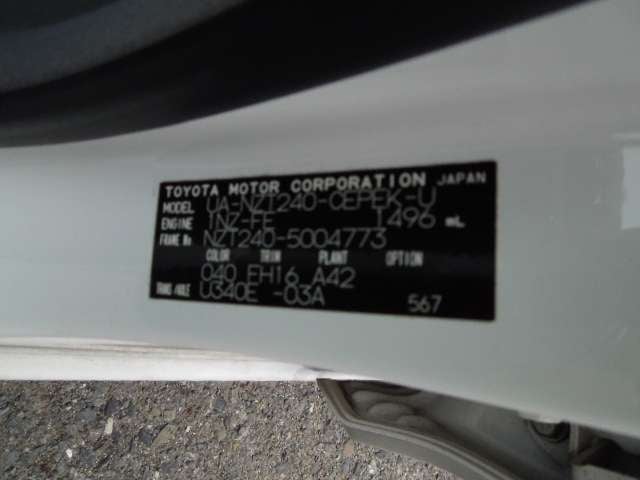 TOYOTA MOTOR CORPORATION JAPAN
MODEL UA-NZT240-CEPEK-U
ENGINE 1NZ-FE 1496 mL
FRAME No NZT240-5004773
COLOR TRIM PLANT OPTION
040 EH16 A42
TRANS/AXLE U340E -03A 567